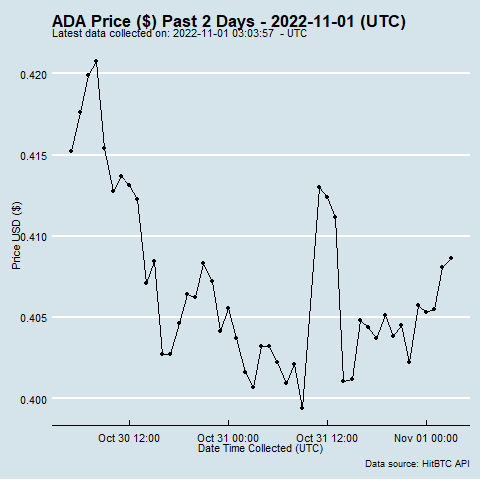 ADA Price ($) Past 2 Days - 2022-11-01 (UTC)
Latest data collected on: 2022-11-01 03:03:57  - UTC
0.420
0.415
0.410
0.405
0.400
Price USD ($)
Oct 30 12:00
Oct 31 00:00
Oct 31 12:00
Nov 01 00:00
Date Time Collected (UTC)
Data source: HitBTC API